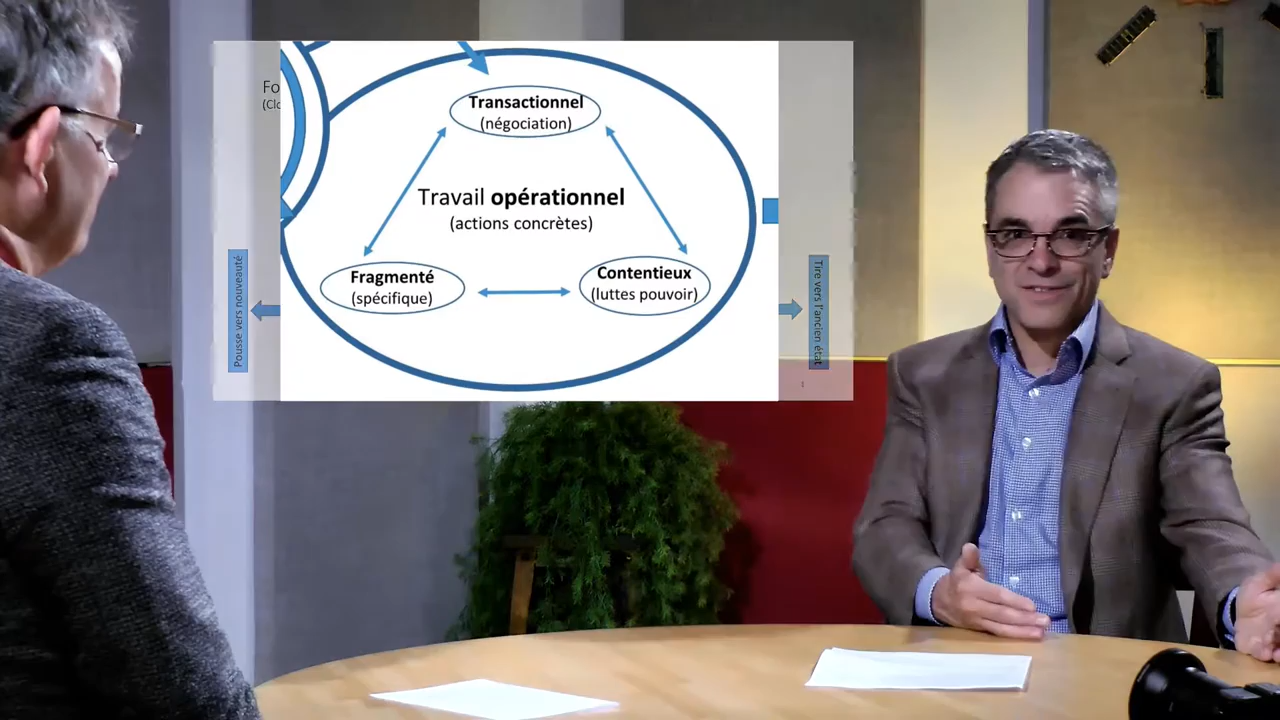 Transactionnel
(négociation)
Travail opérationnel
(actions concrètes)
Fragmenté
(spécifique)
Contentieux
(luttes pouvoir)
Pousse vers nouveauté
Tire vers l'ancien état